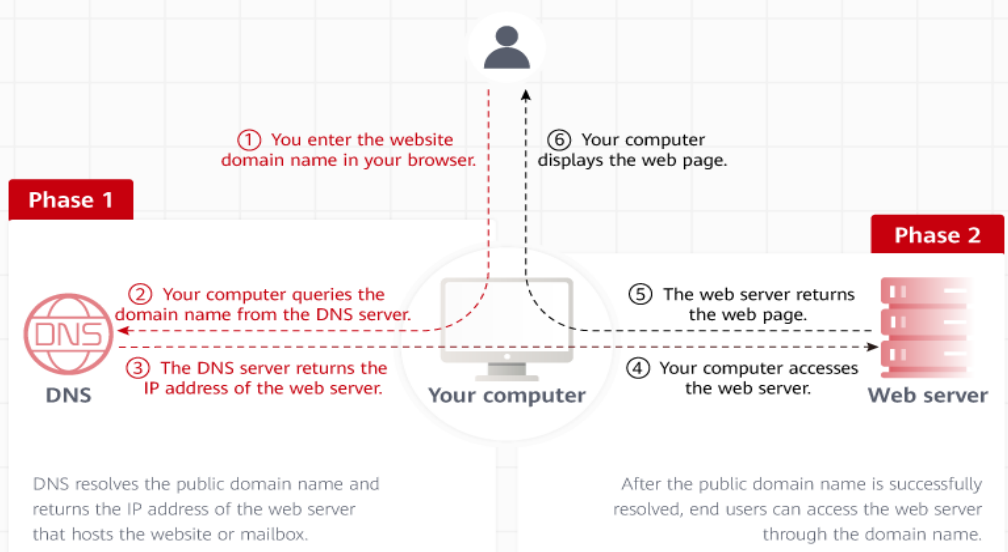 ① You enter the website
domain name in your browser.
⑥ Your computer
displays the web page.
Phase 1
Phase 2
② Your computer queries the
domain name from the DNS server.
⑤ The web server returns
the web page.
DNS
③ The DNS server returns the
IP address of the web server.
④ Your computer accesses
the web server.
DNS
Your computer
Web server
DNS resolves the public domain name and
returns the IP address of the web server
that hosts the website or mailbox.
After the public domain name is successfully
resolved, end users can access the web server
through the domain name.